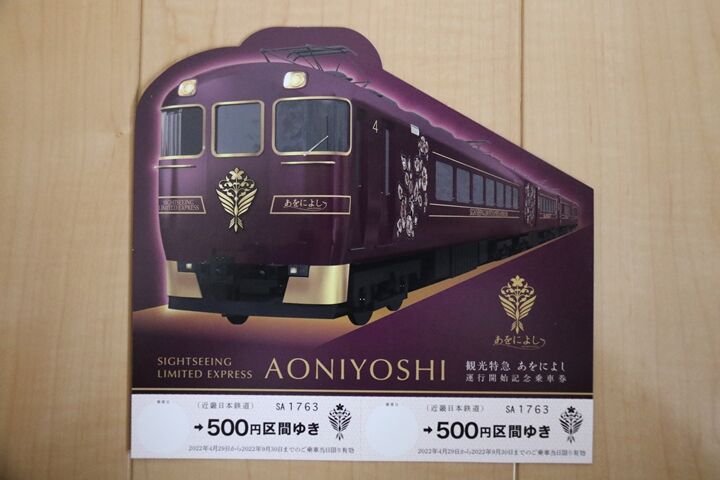 4
SIGHTSEEING
LIMITED EXPRESS
あをによし
あをによし
SIGHTSEEING
LIMITED EXPRESS
AONIYOSHI
観光特急 あをによし
運行開始記念乗車券
(近畿日本鉄道) SA 1763
➔500円区間ゆき
2022年4月29日から2022年9月30日までのご乗車当日限り有効
(近畿日本鉄道) SA 1763
➔500円区間ゆき
2022年4月29日から2022年9月30日までのご乗車当日限り有効